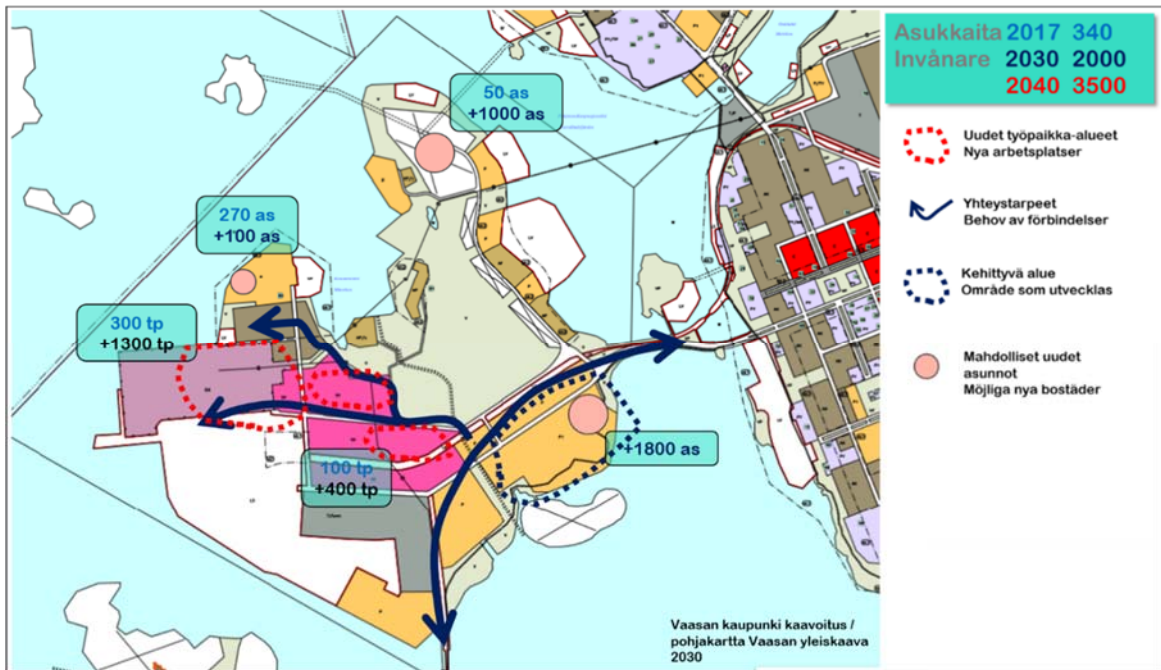 50 as
+1000 as
270 as
+100 as
300 tp
+1300 tp
100 tp
+400 tp
+1800 as
Vaasan kaupunki kaavoitus /
pohjakartta Vaasan yleiskaava
2030
Asukkaita 2017 340
Invånare 2030 2000
2040 3500
Uudet työpaikka-alueet
Nya arbetsplatser
Yhteystarpeet
Behov av förbindelser
Kehittyvä alue
Område som utvecklas
Mahdolliset uudet
asunnot
Möjliga nya bostäder